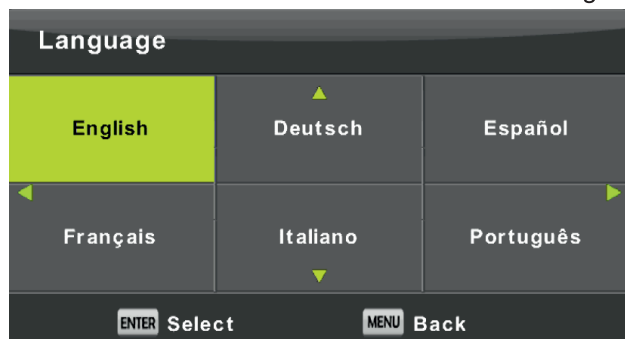 Language
English Deutsch Español
Français Italiano Português
ENTER Select MENU Back